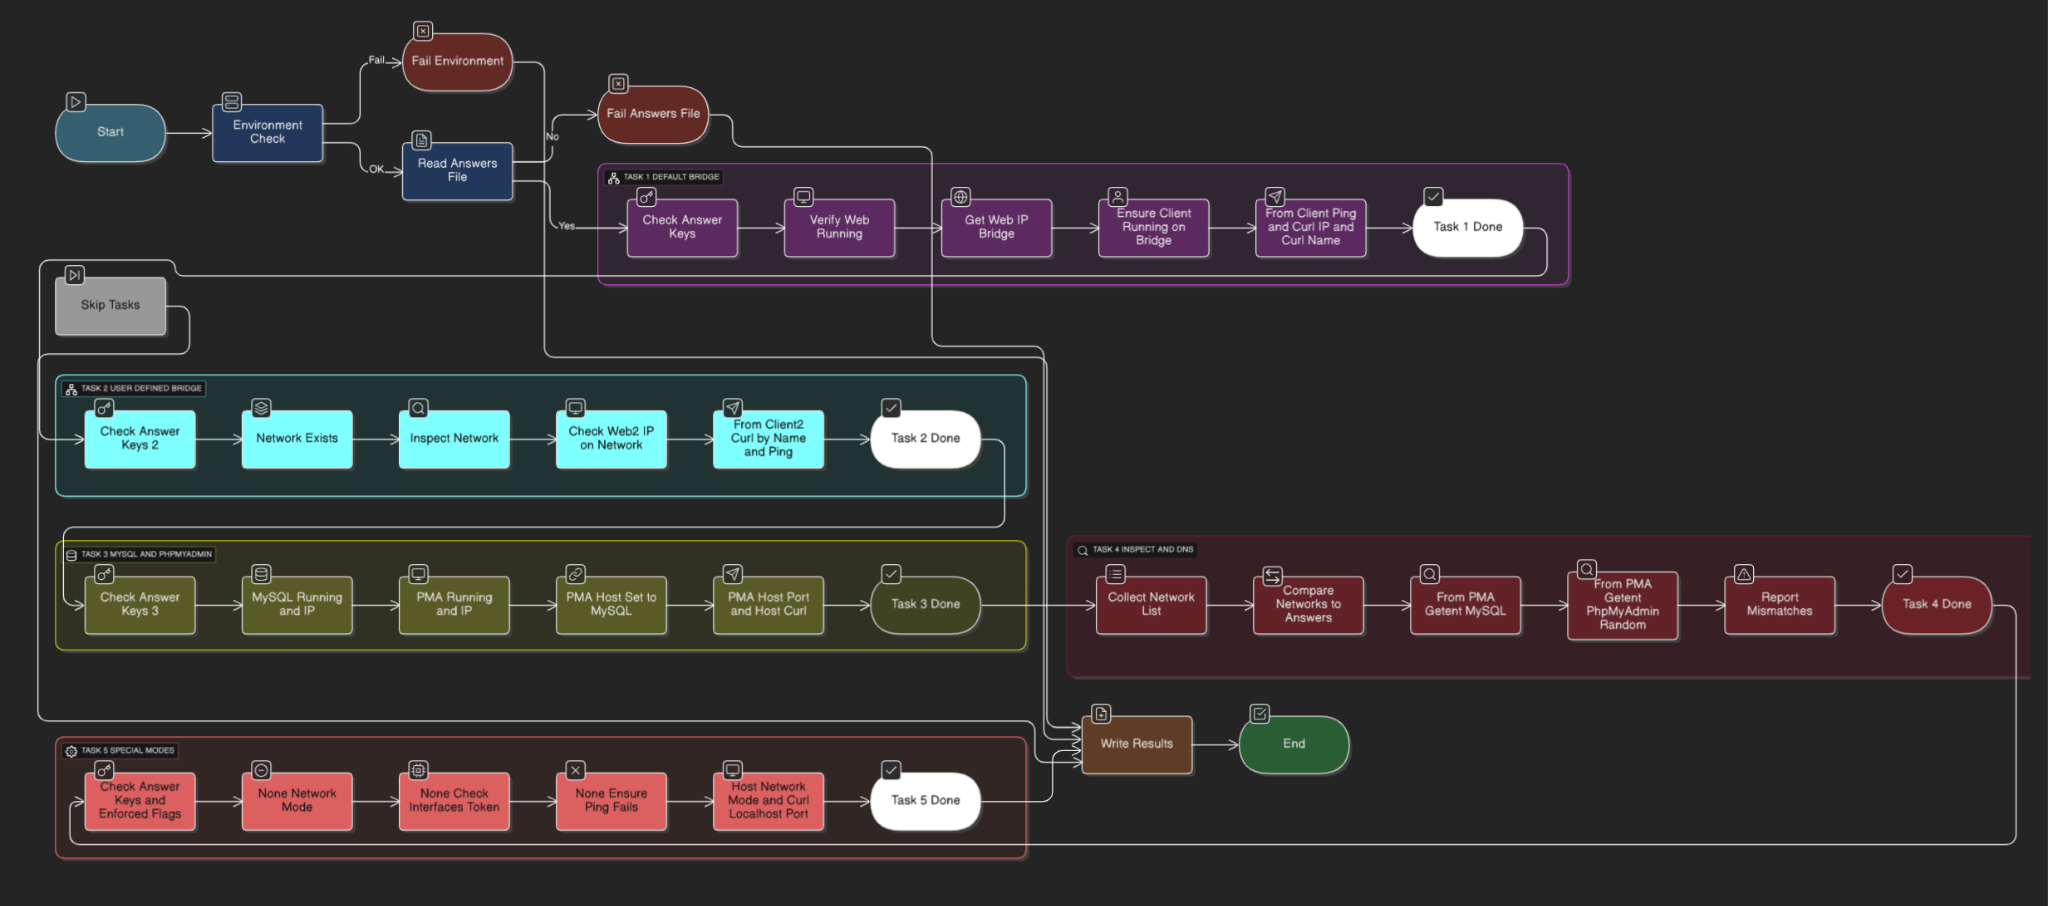 Fail Environment
Fail
Start
Environment
Check
OK
Read Answers
File
No
Fail Answers File
Yes
TASK 1 DEFAULT BRIDGE
Check Answer
Keys
Verify Web
Running
Get Web IP
Bridge
Ensure Client
Running on
Bridge
From Client Ping
and Curl IP and
Curl Name
Task 1 Done
Skip Tasks
TASK 2 USER DEFINED BRIDGE
Check Answer
Keys 2
Network Exists
Inspect Network
Check Web2 IP
on Network
From Client2
Curl by Name
and Ping
Task 2 Done
TASK 3 MYSQL AND PHPMYADMIN
Check Answer
Keys 3
MySQL Running
and IP
PMA Running
and IP
PMA Host Set to
MySQL
PMA Host Port
and Host Curl
Task 3 Done
TASK 4 INSPECT AND DNS
Collect Network
List
Compare
Networks to
Answers
From PMA
Getent MySQL
From PMA
Getent
PhpMyAdmin
Random
Report
Mismatches
Task 4 Done
Write Results
End
TASK 5 SPECIAL MODES
Check Answer
Keys and
Enforced Flags
None Network
Mode
None Check
Interfaces Token
None Ensure
Ping Fails
Host Network
Mode and Curl
Localhost Port
Task 5 Done